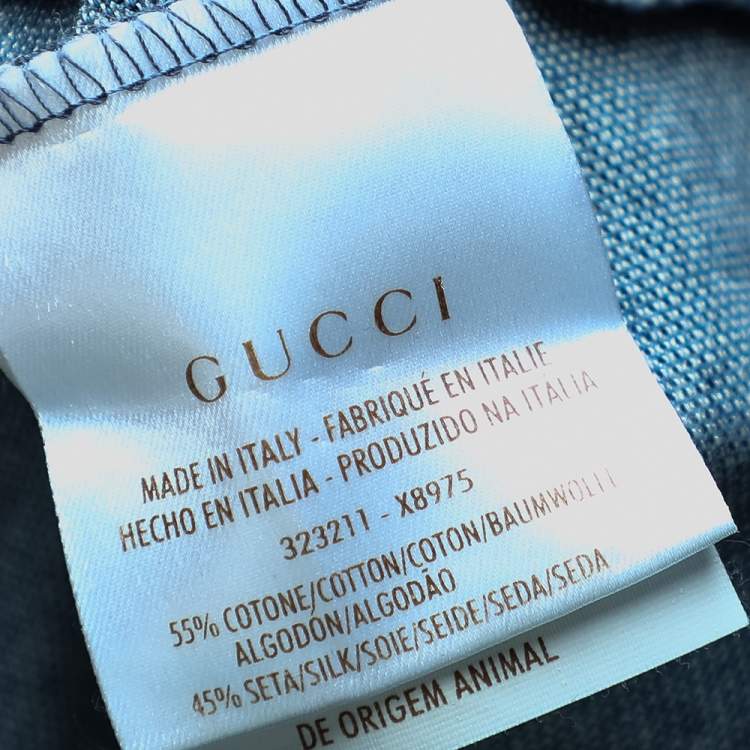 GUCCI
MADE IN ITALY - FABRIQUÉ EN ITALIE
HECHO EN ITALIA - PRODUZIDO NA ITALIA
323211 - X8975
55% COTONE/COTTON/COTON/BAUMWOLLE
ALGODÓN/ALGODÃO
45% SETA/SILK/SOIE/SEIDE/SEDA/SEDA
DE ORIGEM ANIMAL